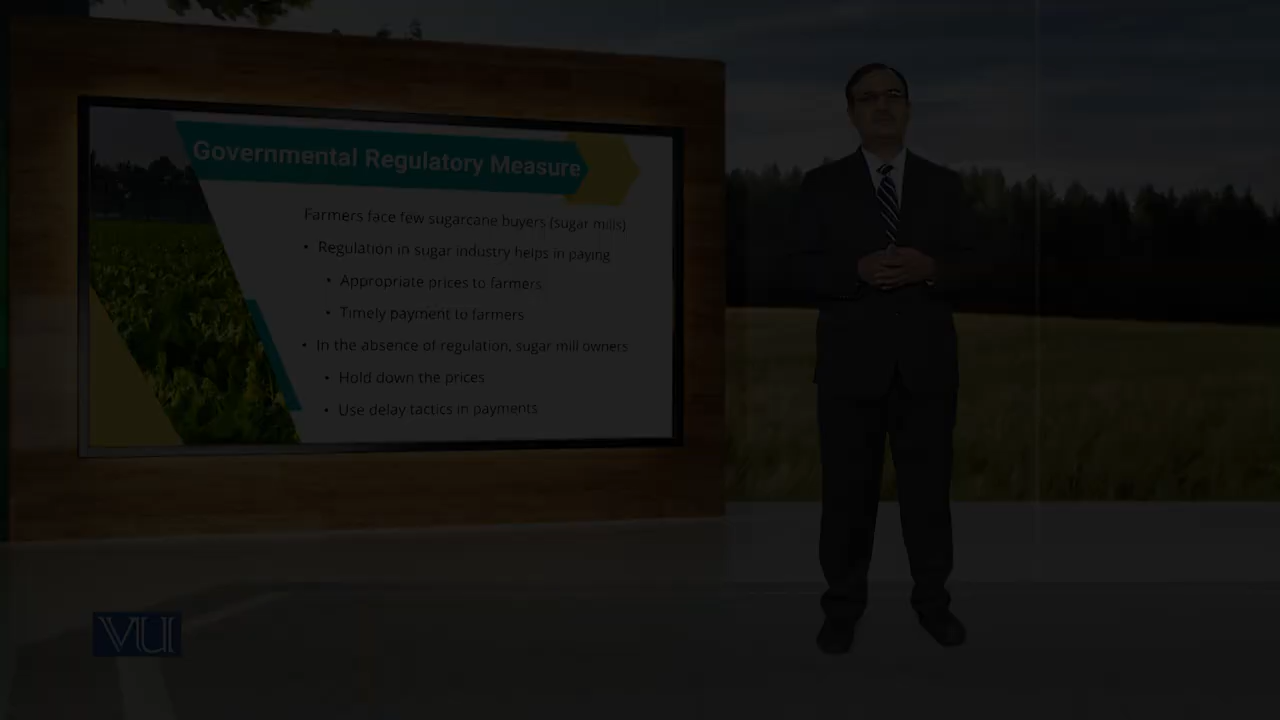 Governmental Regulatory Measure
Farmers face few sugarcane buyers (sugar mills)
• Regulation in sugar industry helps in paying
• Appropriate prices to farmers
• Timely payment to farmers
• In the absence of regulation, sugar mill owners
• Hold down the prices
• Use delay tactics in payments
VU